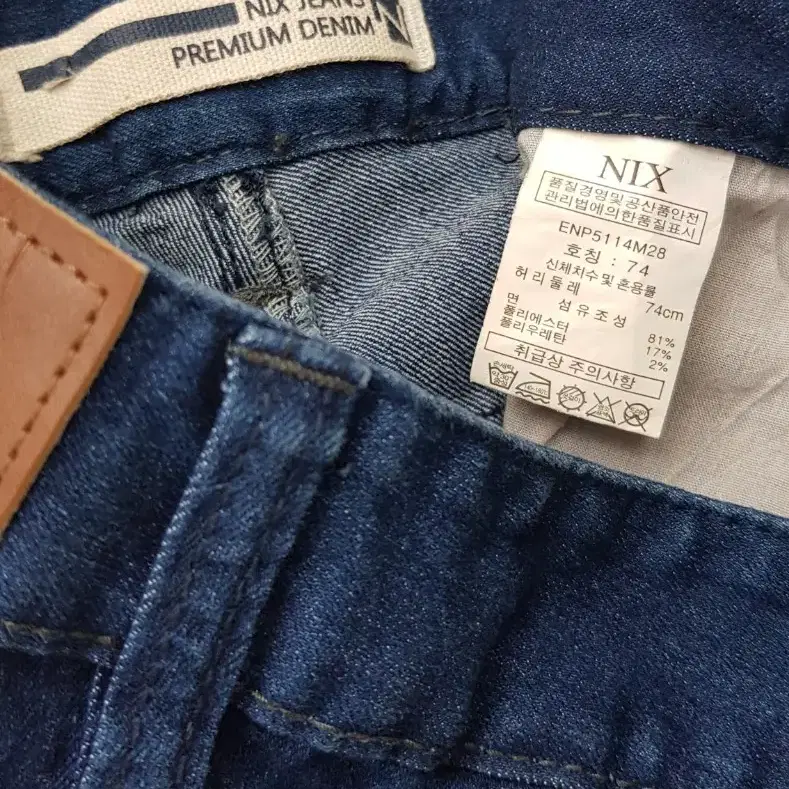 NIX JEANS
PREMIUM DENIM
N
NIX
품질경영및공산품안전
관리법에의한품질표시
ENP5114M28
호칭 : 74
신체치수및혼용률
허리둘레 74cm
섬유조성
면 81%
폴리에스터 17%
폴리우레탄 2%
취급상 주의사항